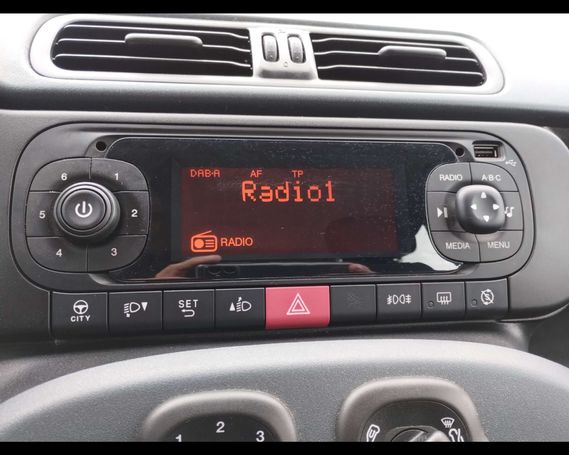 DAB·A AF TP
Radio1
RADIO
6 1
5 2
4 3
RADIO A·B·C
MEDIA MENU
CITY
SET
1 2 3